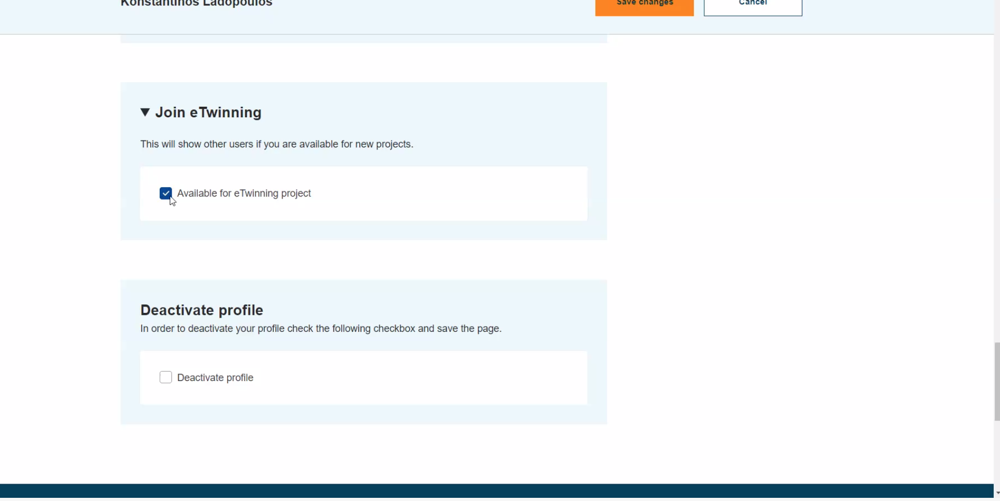 Konstantinos Ladopoulos
Save changes
Cancel
Join eTwinning
This will show other users if you are available for new projects.
Available for eTwinning project
Deactivate profile
In order to deactivate your profile check the following checkbox and save the page.
Deactivate profile